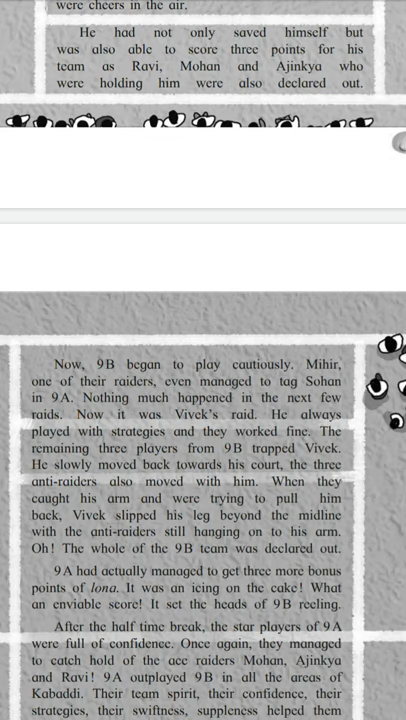 were cheers in the air.
He had not only saved himself but
was also able to score three points for his
team as Ravi, Mohan and Ajinkya who
were holding him were also declared out.
Now, 9B began to play cautiously. Mihir,
one of their raiders, even managed to tag Sohan
in 9A. Nothing much happened in the next few
raids. Now it was Vivek's raid. He always
played with strategies and they worked fine. The
remaining three players from 9B trapped Vivek.
He slowly moved back towards his court, the three
anti-raiders also moved with him. When they
caught his arm and were trying to pull him
back, Vivek slipped his leg beyond the midline
with the anti-raiders still hanging on to his arm.
Oh! The whole of the 9B team was declared out.
9A had actually managed to get three more bonus
points of lona. It was an icing on the cake! What
an enviable score! It set the heads of 9B reeling.
After the half time break, the star players of 9A
were full of confidence. Once again, they managed
to catch hold of the ace raiders Mohan, Ajinkya
and Ravi! 9A outplayed 9B in all the areas of
Kabaddi. Their team spirit, their confidence, their
strategies, their swiftness, suppleness helped them